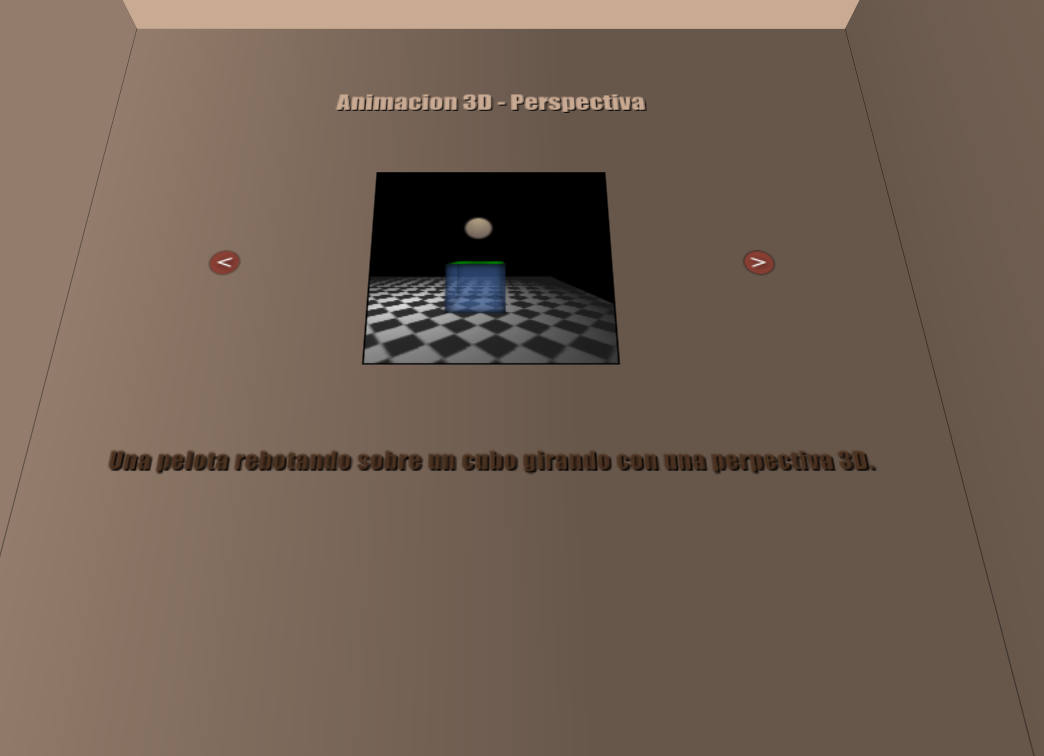 Animacion 3D - Perspectiva
< >
Una pelota rebotando sobre un cubo girando con una perpectiva 3D.